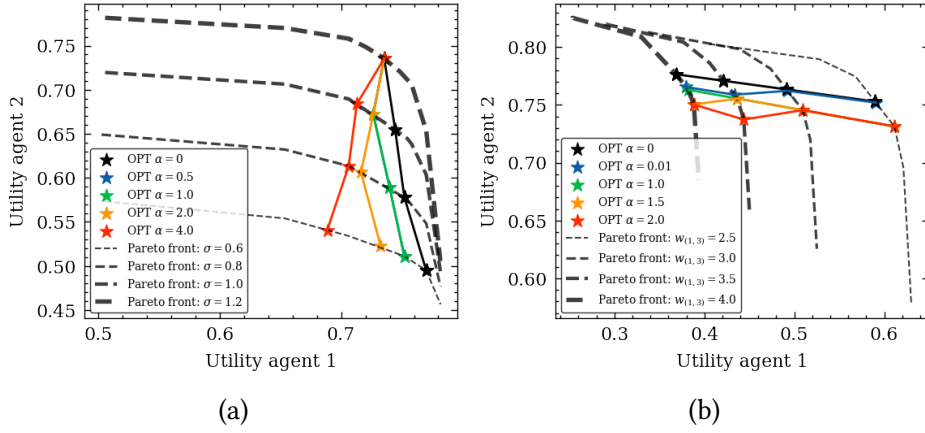 0.75
0.70
0.65
0.60
0.55
0.50
0.45
Utility agent 2
OPT α = 0
OPT α = 0.5
OPT α = 1.0
OPT α = 2.0
OPT α = 4.0
Pareto front: σ = 0.6
Pareto front: σ = 0.8
Pareto front: σ = 1.0
Pareto front: σ = 1.2
0.5 0.6 0.7
Utility agent 1
(a)
0.80
0.75
0.70
0.65
0.60
Utility agent 2
OPT α = 0
OPT α = 0.01
OPT α = 1.0
OPT α = 1.5
OPT α = 2.0
Pareto front: w(1, 3) = 2.5
Pareto front: w(1, 3) = 3.0
Pareto front: w(1, 3) = 3.5
Pareto front: w(1, 3) = 4.0
0.3 0.4 0.5 0.6
Utility agent 1
(b)